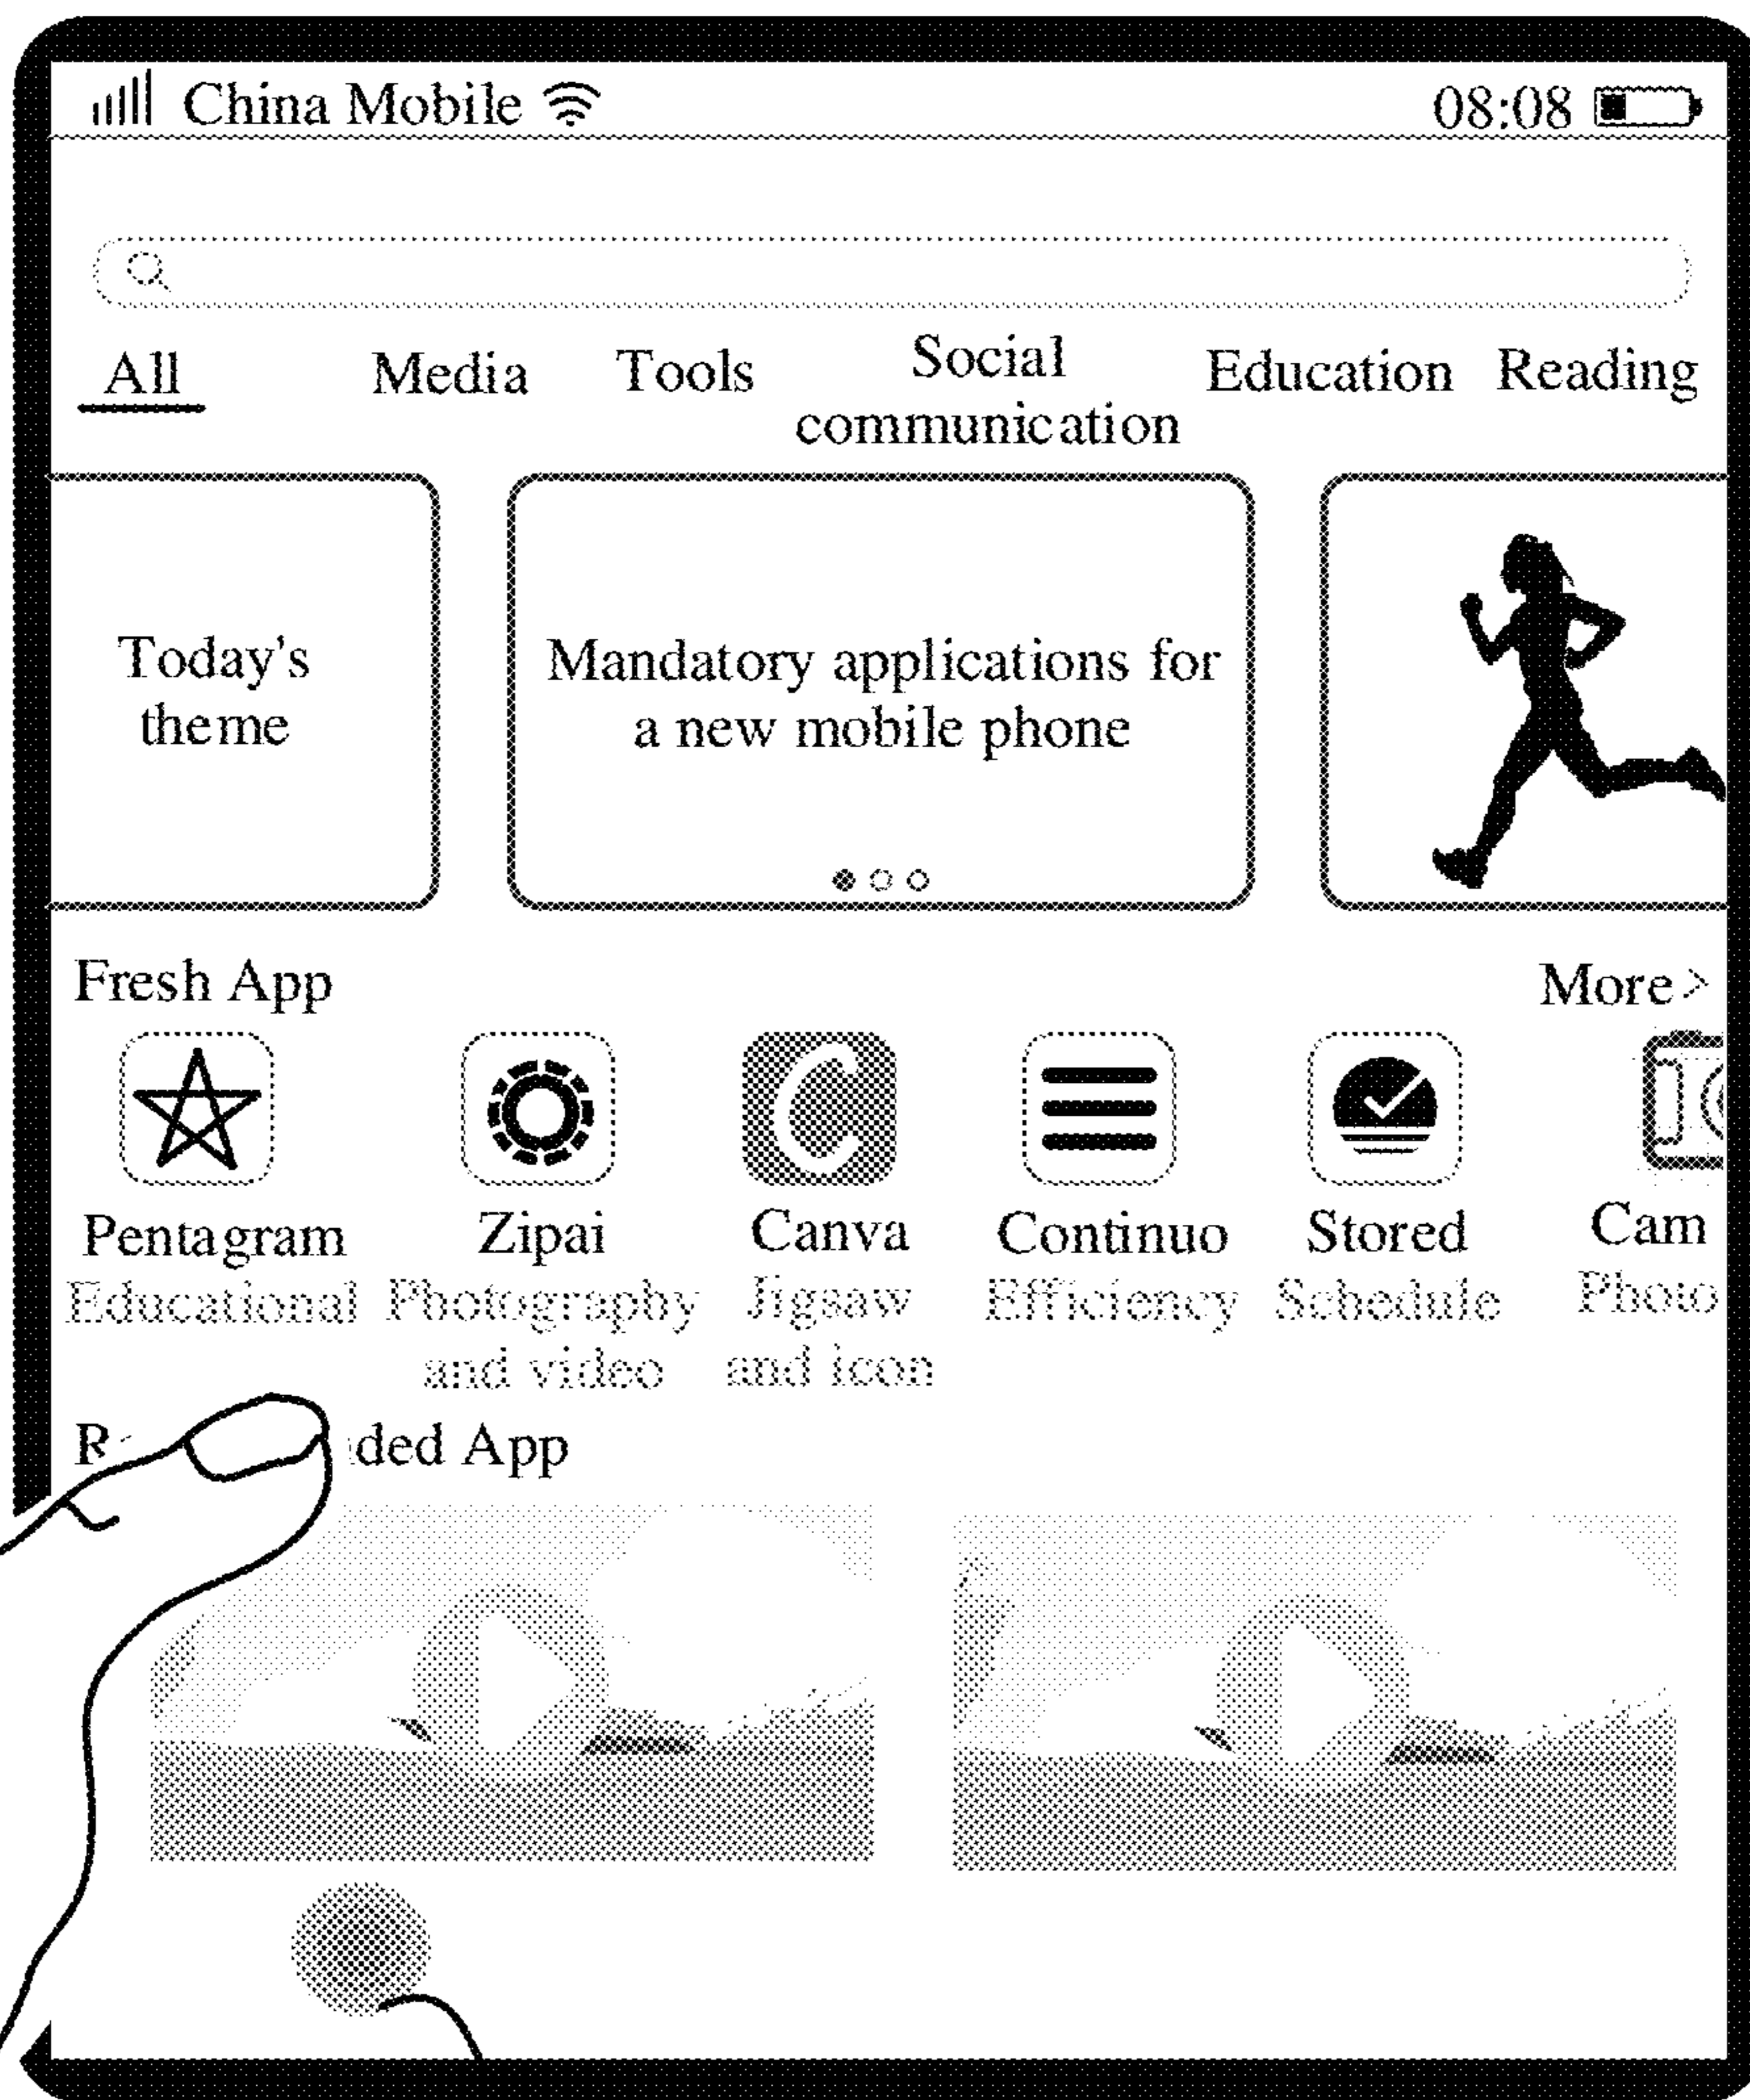 China Mobile 08:08
All Media Tools Social communication Education Reading
Today's
theme
Mandatory applications for
a new mobile phone
Fresh App More >
Pentagram Zipai Canva Continuo Stored Cam
Educational Photography and video Jigsaw and icon Efficiency Schedule Photo
R ded App